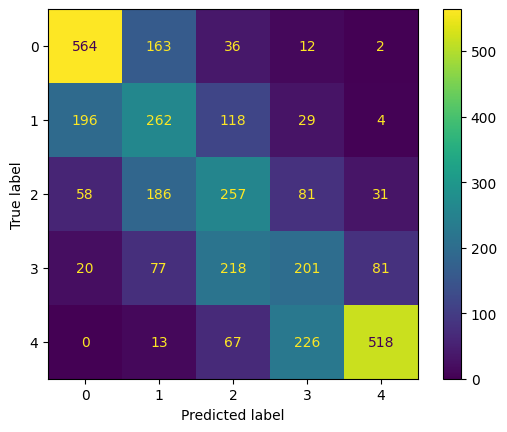 0 564 163 36 12 2
1 196 262 118 29 4
2 58 186 257 81 31
3 20 77 218 201 81
4 0 13 67 226 518
0 1 2 3 4
Predicted label
True label
500
400
300
200
100
0